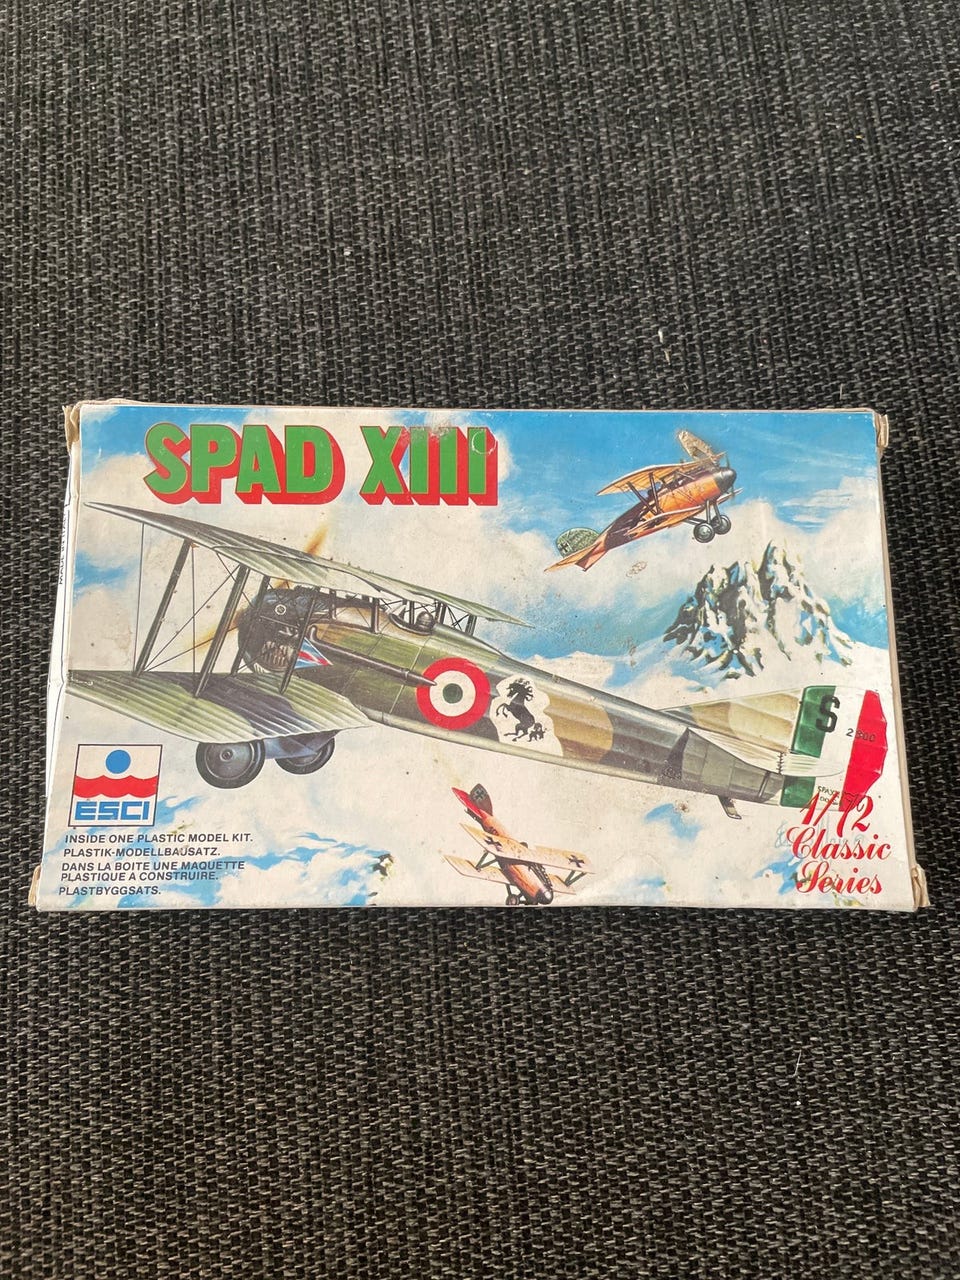 SPAD XIII
S
2300
ESCI
INSIDE ONE PLASTIC MODEL KIT.
PLASTIK-MODELLBAUSATZ.
DANS LA BOITE UNE MAQUETTE
PLASTIQUE A CONSTRUIRE.
PLASTBYGGSATS.
1/72
Classic
Series